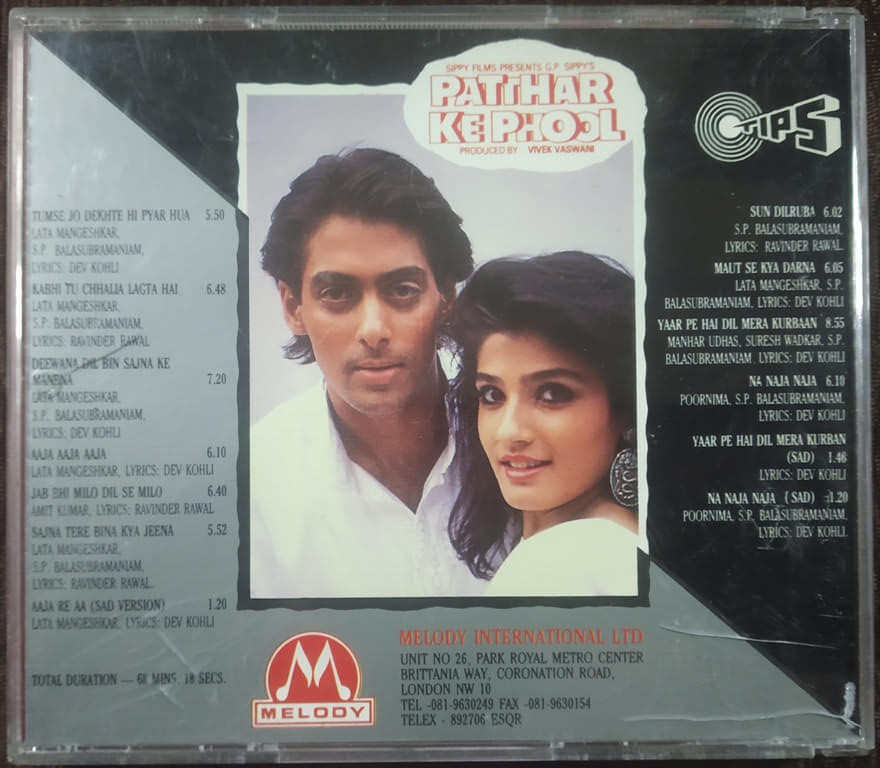 SIPPY FILMS PRESENTS G.P. SIPPY'S
PATTHAR
KE PHOOL
PRODUCED BY VIVEK VASWANI
TIPS
TUMSE JO DEKHTE HI PYAR HUA 5.50
LATA MANGESHKAR,
S.P. BALASUBRAMANIAM,
LYRICS: DEV KOHLI
KABHI TU CHHALIA LAGTA HAI 6.48
LATA MANGESHKAR,
S.P. BALASUBRAMANIAM,
LYRICS: RAVINDER RAWAL
DEEWANA DIL BIN SAJNA KE
MANENA 7.20
LATA MANGESHKAR,
S.P. BALASUBRAMANIAM,
LYRICS: DEV KOHLI
AAJA AAJA AAJA 6.10
LATA MANGESHKAR, LYRICS: DEV KOHLI
JAB BHI MILO DIL SE MILO 6.40
AMIT KUMAR, LYRICS: RAVINDER RAWAL
SAJNA TERE BINA KYA JEENA 5.52
LATA MANGESHKAR,
S.P. BALASUBRAMANIAM,
LYRICS: RAVINDER RAWAL.
AAJA RE AA (SAD VERSION) 1.20
LATA MANGESHKAR, LYRICS: DEV KOHLI
TOTAL DURATION — 68 MINS. 18 SECS.
SUN DILRUBA 6.02
S.P. BALASUBRAMANIAM,
LYRICS: RAVINDER RAWAL.
MAUT SE KYA DARNA 6.05
LATA MANGESHKAR, S.P.
BALASUBRAMANIAM, LYRICS: DEV KOHLI
YAAR PE HAI DIL MERA KURBAAN 8.55
MANHAR UDHAS, SURESH WADKAR, S.P.
BALASUBRAMANIAM, LYRICS: DEV KOHLI
NA NAJA NAJA 6.10
POORNIMA, S.P. BALASUBRAMANIAM,
LYRICS: DEV KOHLI
YAAR PE HAI DIL MERA KURBAN
(SAD) 1.46
LYRICS: DEV KOHLI
NA NAJA NAJA (SAD) 1.20
POORNIMA, S.P. BALASUBRAMANIAM,
LYRICS: DEV KOHLI.
MELODY
MELODY INTERNATIONAL LTD
UNIT NO 26, PARK ROYAL METRO CENTER
BRITTANIA WAY, CORONATION ROAD,
LONDON NW 10
TEL -081-9630249 FAX -081-9630154
TELEX - 892706 ESQR